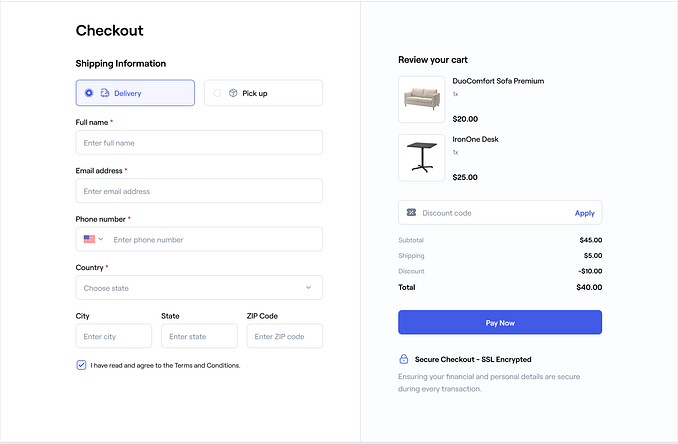 Checkout
Shipping Information
Delivery
Pick up
Full name *
Enter full name
Email address *
Enter email address
Phone number *
Enter phone number
Country *
Choose state
City
State
ZIP Code
Enter city
Enter state
Enter ZIP code
I have read and agree to the Terms and Conditions.
Review your cart
DuoComfort Sofa Premium
1x
$20.00
IronOne Desk
1x
$25.00
Discount code
Apply
Subtotal
$45.00
Shipping
$5.00
Discount
-$10.00
Total
$40.00
Pay Now
Secure Checkout - SSL Encrypted
Ensuring your financial and personal details are secure
during every transaction.